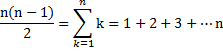 n(n−1)/2 = ∑_{k=1}^{n} k = 1 + 2 + 3 + ⋯ n